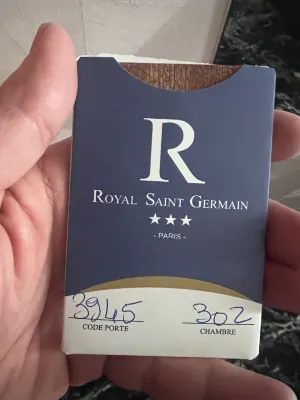 R
ROYAL SAINT GERMAIN
★★★
- PARIS -
3945 302
CODE PORTE CHAMBRE